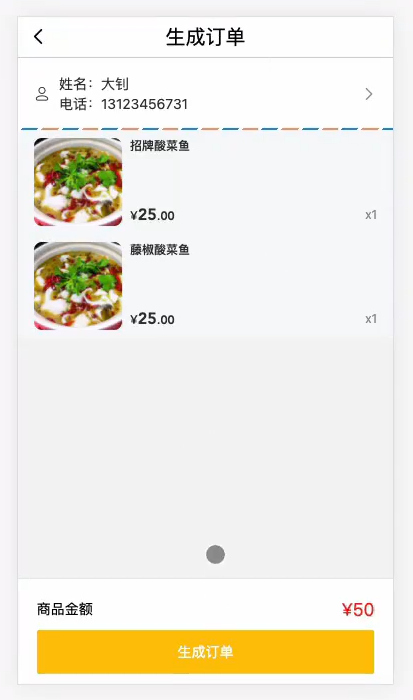 生成订单
姓名：大钊
电话：13123456731
招牌酸菜鱼
¥25.00
x1
藤椒酸菜鱼
¥25.00
x1
商品金额
¥50
生成订单